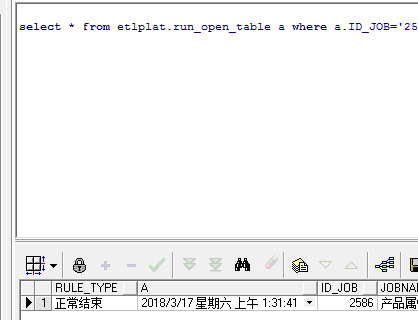 select * from etlplat.run_open_table a where a.ID_JOB='25
RULE_TYPE A ID_JOB JOBNA
1 正常结束 2018/3/17 星期六 上午 1:31:41 2586 产品属